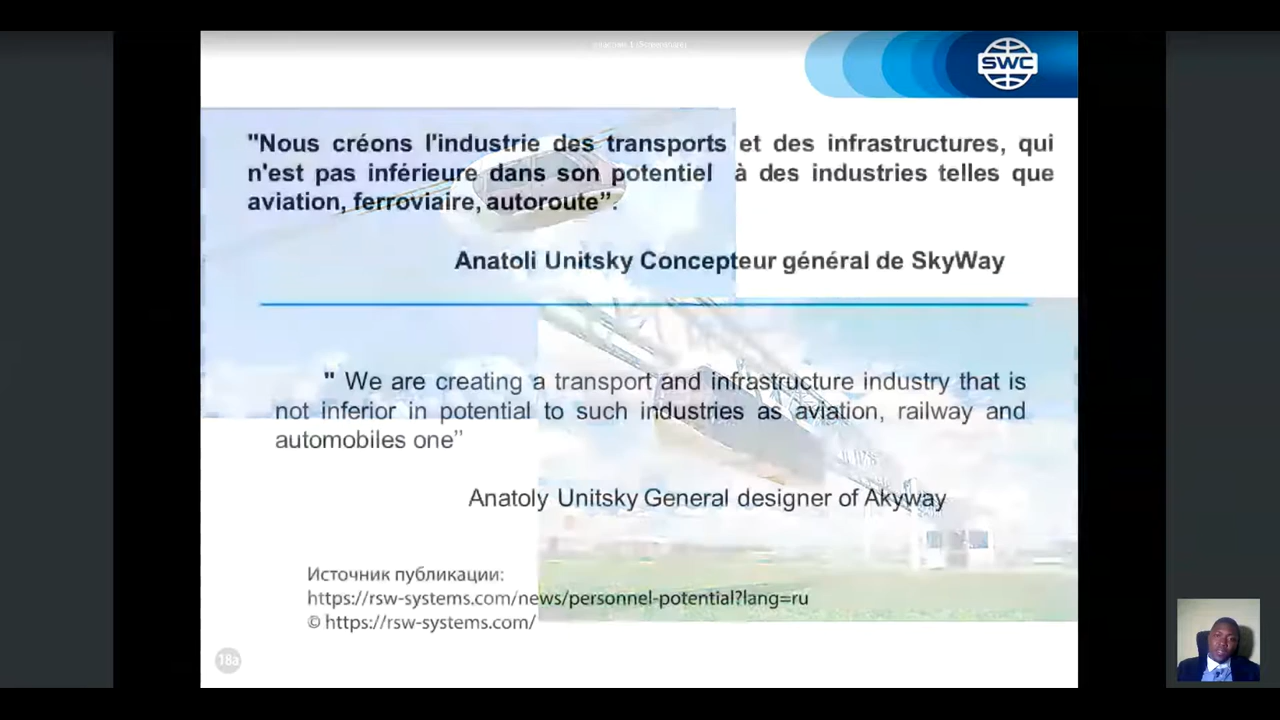 SWC
"Nous créons l'industrie des transports et des infrastructures, qui
n'est pas inférieure dans son potentiel à des industries telles que
aviation, ferroviaire, autoroute”.
Anatoli Unitsky Concepteur général de SkyWay
" We are creating a transport and infrastructure industry that is
not inferior in potential to such industries as aviation, railway and
automobiles one”
Anatoly Unitsky General designer of Akyway
Источник публикации:
https://rsw-systems.com/news/personnel-potential?lang=ru
© https://rsw-systems.com/
18a